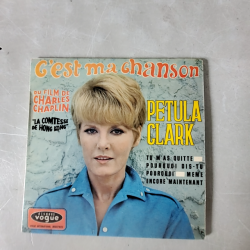 C'est ma chanson
DU FILM DE
CHARLES
CHAPLIN
"LA COMTESSE
DE HONG KONG"
PETULA
CLARK
TU M'AS QUITTÉ
POURQUOI DIS-TU
POURQUOI MÊME
ENCORE MAINTENANT
vogue